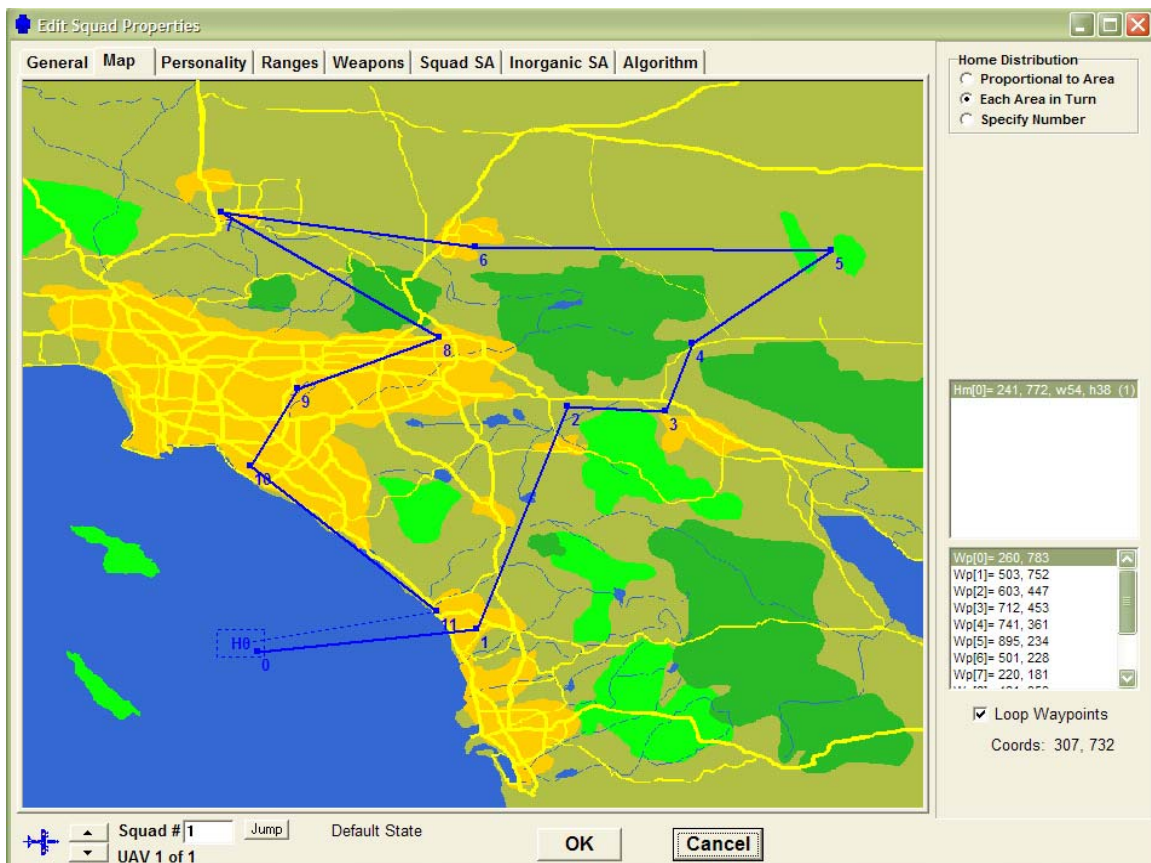 Edit Squad Properties
General Map Personality Ranges Weapons Squad SA Inorganic SA Algorithm
Home Distribution
Proportional to Area
Each Area in Turn
Specify Number
7
6
5
8
4
9
2
3
10
11
1
H0
0
Hm[0]= 241, 772, w54, h38 (1)
Wp[0]= 260, 783
Wp[1]= 503, 752
Wp[2]= 603, 447
Wp[3]= 712, 453
Wp[4]= 741, 361
Wp[5]= 895, 234
Wp[6]= 501, 228
Wp[7]= 220, 181
Loop Waypoints
Coords: 307, 732
Squad # 1 Jump Default State OK Cancel
UAV 1 of 1